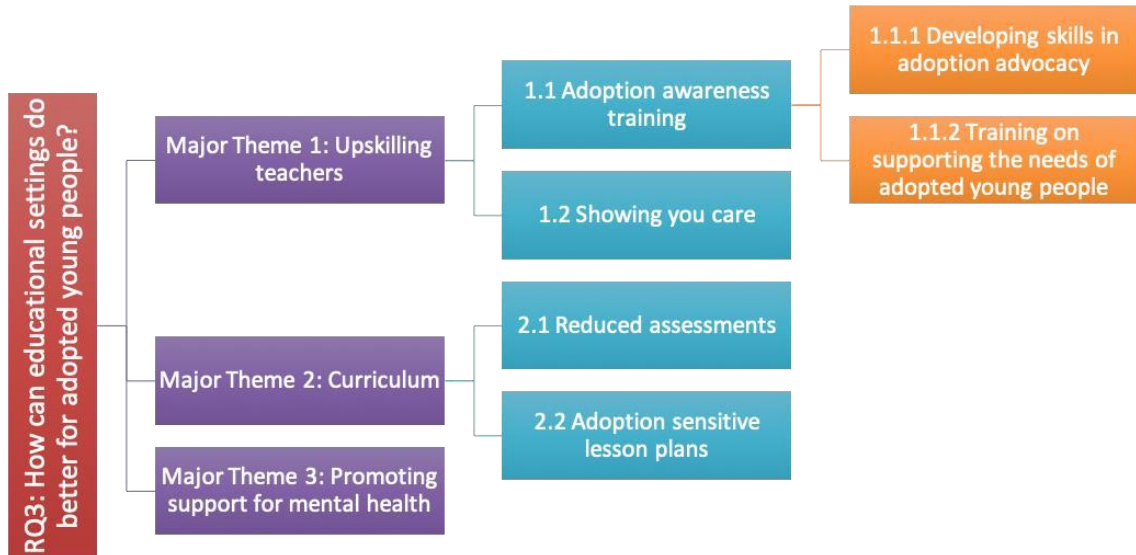 RQ3: How can educational settings do
better for adopted young people?
Major Theme 1: Upskilling
teachers
1.1 Adoption awareness
training
1.1.1 Developing skills in
adoption advocacy
1.1.2 Training on
supporting the needs of
adopted young people
1.2 Showing you care
Major Theme 2: Curriculum
2.1 Reduced assessments
2.2 Adoption sensitive
lesson plans
Major Theme 3: Promoting
support for mental health